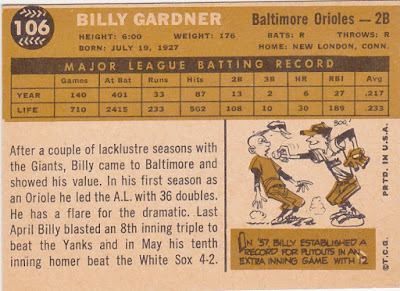 106
BILLY GARDNER
Baltimore Orioles — 2B
HEIGHT: 6:00 WEIGHT: 176 BATS: R THROWS: R
BORN: JULY 19, 1927 HOME: NEW LONDON, CONN.
MAJOR LEAGUE BATTING RECORD
Games At Bat Runs Hits 2B 3B HR RBI Avg.
YEAR 140 401 33 87 13 2 6 27 .217
LIFE 710 2415 233 562 108 10 30 189 .233
After a couple of lacklustre seasons with
the Giants, Billy came to Baltimore and
showed his value. In his first season as
an Oriole he led the A.L. with 36 doubles.
He has a flare for the dramatic. Last
April Billy blasted an 8th inning triple to
beat the Yanks and in May his tenth
inning homer beat the White Sox 4-2.
BOO!
IN '57, BILLY ESTABLISHED A
RECORD FOR PUTOUTS IN AN
EXTRA INNING GAME WITH 12
©T.C.G. PRTD. IN U.S.A.